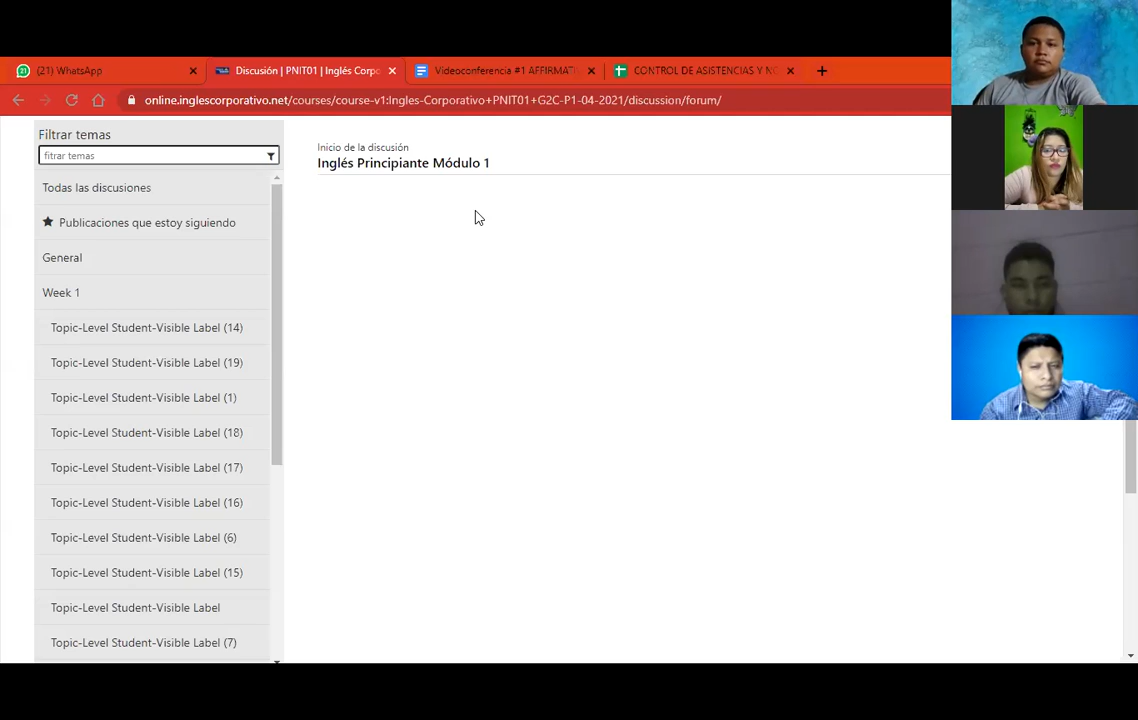 (21) WhatsApp
Discusión | PNIT01 | Inglés Corpo
Videoconferencia #1 AFFIRMATI
CONTROL DE ASISTENCIAS Y NO
online.inglescorporativo.net/courses/course-v1:Ingles-Corporativo+PNIT01+G2C-P1-04-2021/discussion/forum/
Filtrar temas
fitrar temas
Todas las discusiones
Publicaciones que estoy siguiendo
General
Week 1
Topic-Level Student-Visible Label (14)
Topic-Level Student-Visible Label (19)
Topic-Level Student-Visible Label (1)
Topic-Level Student-Visible Label (18)
Topic-Level Student-Visible Label (17)
Topic-Level Student-Visible Label (16)
Topic-Level Student-Visible Label (6)
Topic-Level Student-Visible Label (15)
Topic-Level Student-Visible Label
Topic-Level Student-Visible Label (7)
Inicio de la discusión
Inglés Principiante Módulo 1